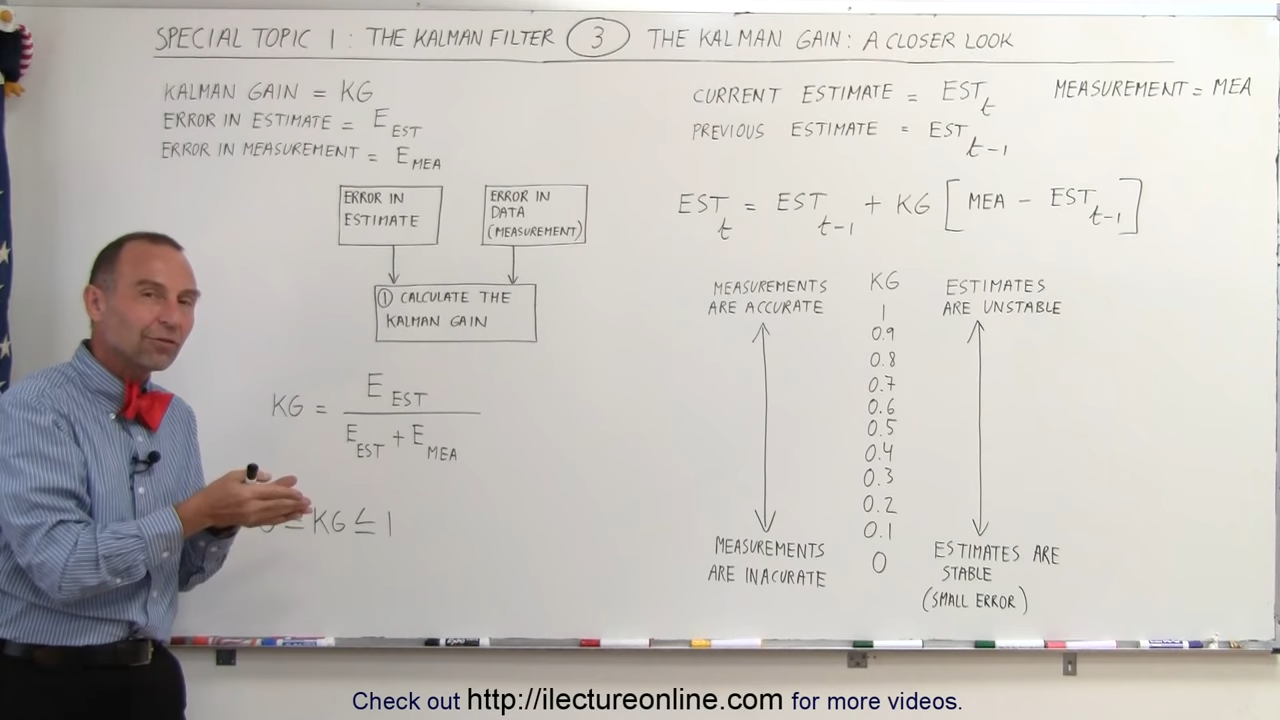 SPECIAL TOPIC 1: THE KALMAN FILTER 3 THE KALMAN GAIN: A CLOSER LOOK
KALMAN GAIN = KG
ERROR IN ESTIMATE = E EST
ERROR IN MEASUREMENT = E MEA
ERROR IN
ESTIMATE
ERROR IN
DATA
(MEASUREMENT)
① CALCULATE THE
KALMAN GAIN
KG = E EST / E EST + E MEA
≤ KG ≤ 1
CURRENT ESTIMATE = EST t MEASUREMENT = MEA
PREVIOUS ESTIMATE = EST t-1
EST t = EST t-1 + KG [MEA - EST t-1]
MEASUREMENTS
ARE ACCURATE
KG
1
0.9
0.8
0.7
0.6
0.5
0.4
0.3
0.2
0.1
0
ESTIMATES
ARE UNSTABLE
MEASUREMENTS
ARE INACURATE
ESTIMATES ARE
STABLE
(SMALL ERROR)
Check out http://ilectureonline.com for more videos.